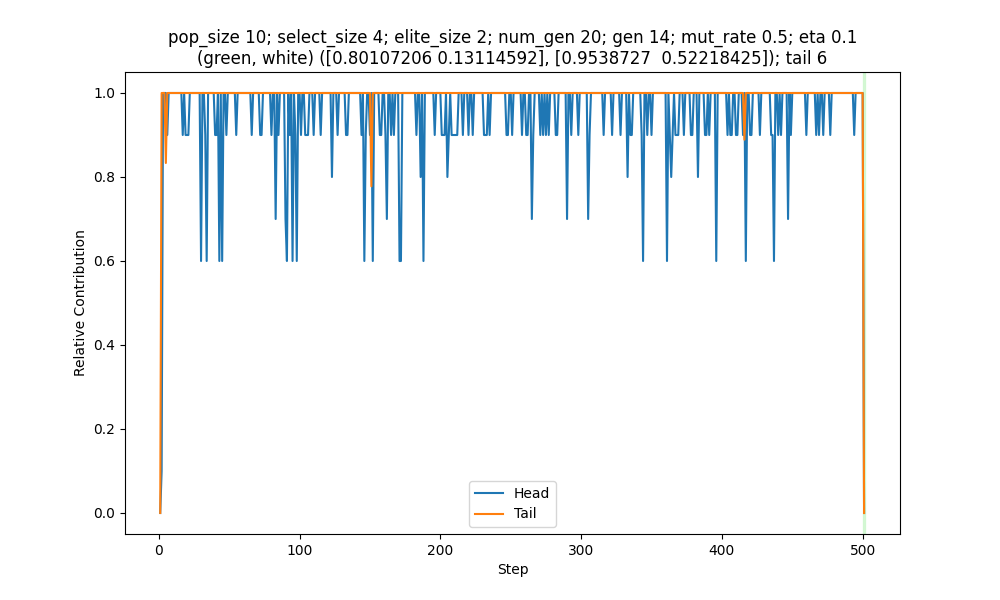 pop_size 10; select_size 4; elite_size 2; num_gen 20; gen 14; mut_rate 0.5; eta 0.1
(green, white) ([0.80107206 0.13114592], [0.9538727  0.52218425]); tail 6
1.0
0.8
0.6
0.4
0.2
0.0
Relative Contribution
Head
Tail
0
100
200
300
400
500
Step